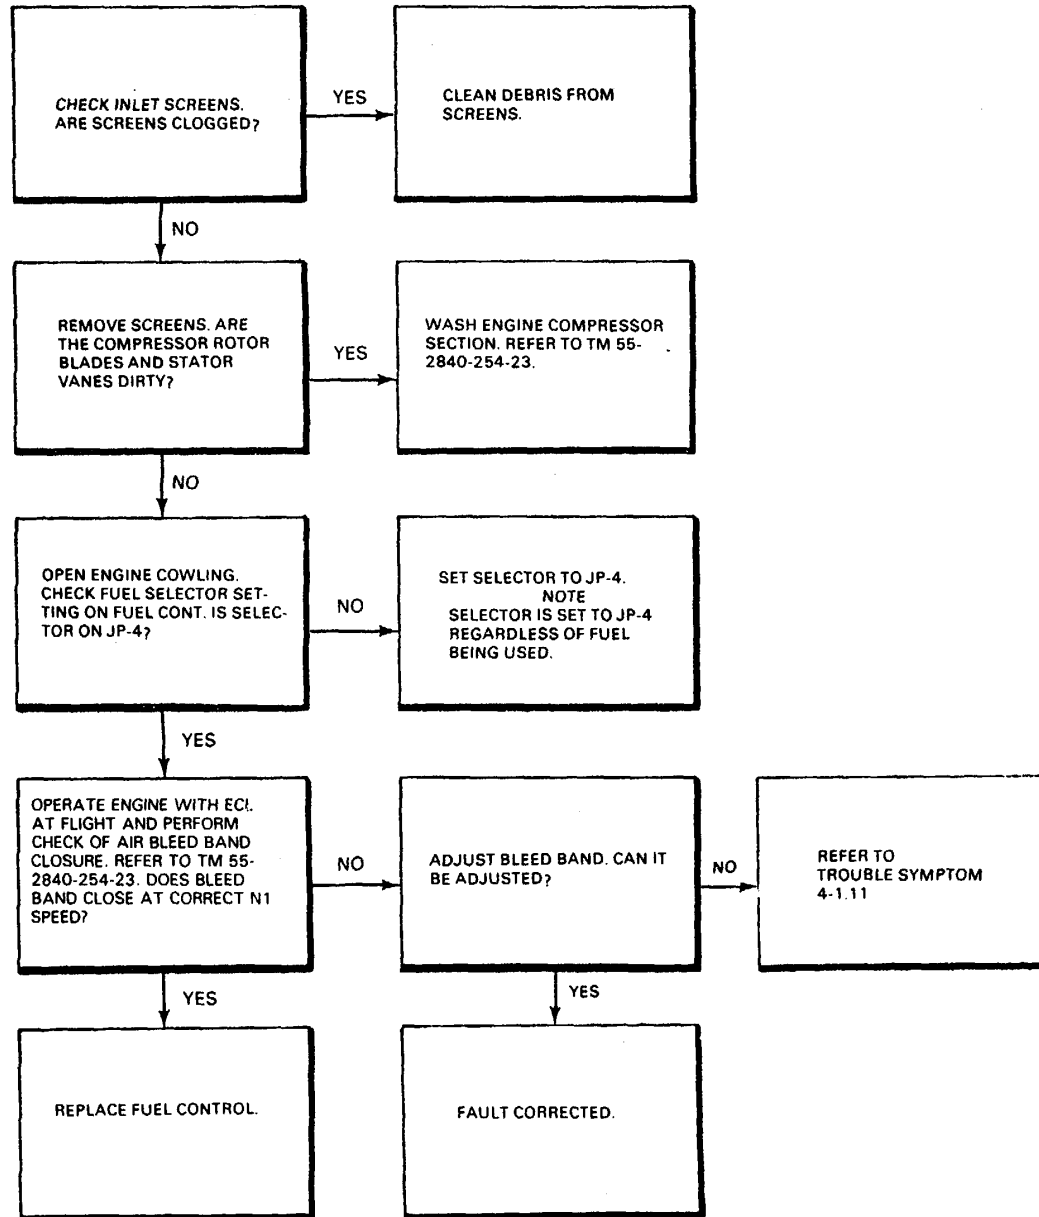 CHECK INLET SCREENS.
ARE SCREENS CLOGGED?
YES
CLEAN DEBRIS FROM
SCREENS.
NO
REMOVE SCREENS. ARE
THE COMPRESSOR ROTOR
BLADES AND STATOR
VANES DIRTY?
YES
WASH ENGINE COMPRESSOR
SECTION. REFER TO TM 55-
2840-254-23.
NO
OPEN ENGINE COWLING.
CHECK FUEL SELECTOR SET-
TING ON FUEL CONT. IS SELEC-
TOR ON JP-4?
NO
SET SELECTOR TO JP-4.
NOTE
SELECTOR IS SET TO JP-4
REGARDLESS OF FUEL
BEING USED.
YES
OPERATE ENGINE WITH ECL
AT FLIGHT AND PERFORM
CHECK OF AIR BLEED BAND
CLOSURE. REFER TO TM 55-
2840-254-23. DOES BLEED
BAND CLOSE AT CORRECT N1
SPEED?
NO
ADJUST BLEED BAND. CAN IT
BE ADJUSTED?
NO
REFER TO
TROUBLE SYMPTOM
4-1.11
YES
YES
REPLACE FUEL CONTROL.
FAULT CORRECTED.